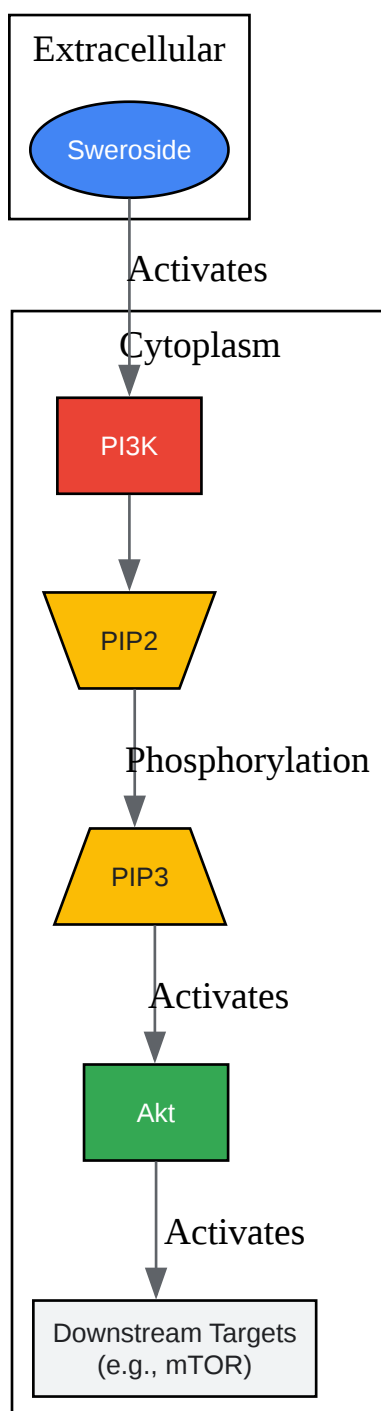 Extracellular
Sweroside
Activates
Cytoplasm
PI3K
PIP2
Phosphorylation
PIP3
Activates
Akt
Activates
Downstream Targets
(e.g., mTOR)